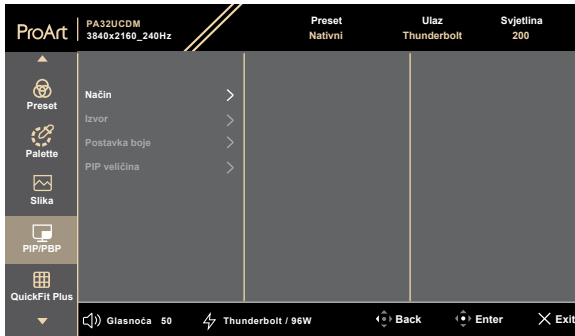 ProArt
PA32UCDM
3840x2160_240Hz
Preset
Nativni
Ulaz
Thunderbolt
Svjetlina
200
Preset
Palette
Slika
PIP/PBP
QuickFit Plus
Način
Izvor
Postavka boje
PIP veličina
Glasnoća 50
Thunderbolt / 96W
Back
Enter
Exit